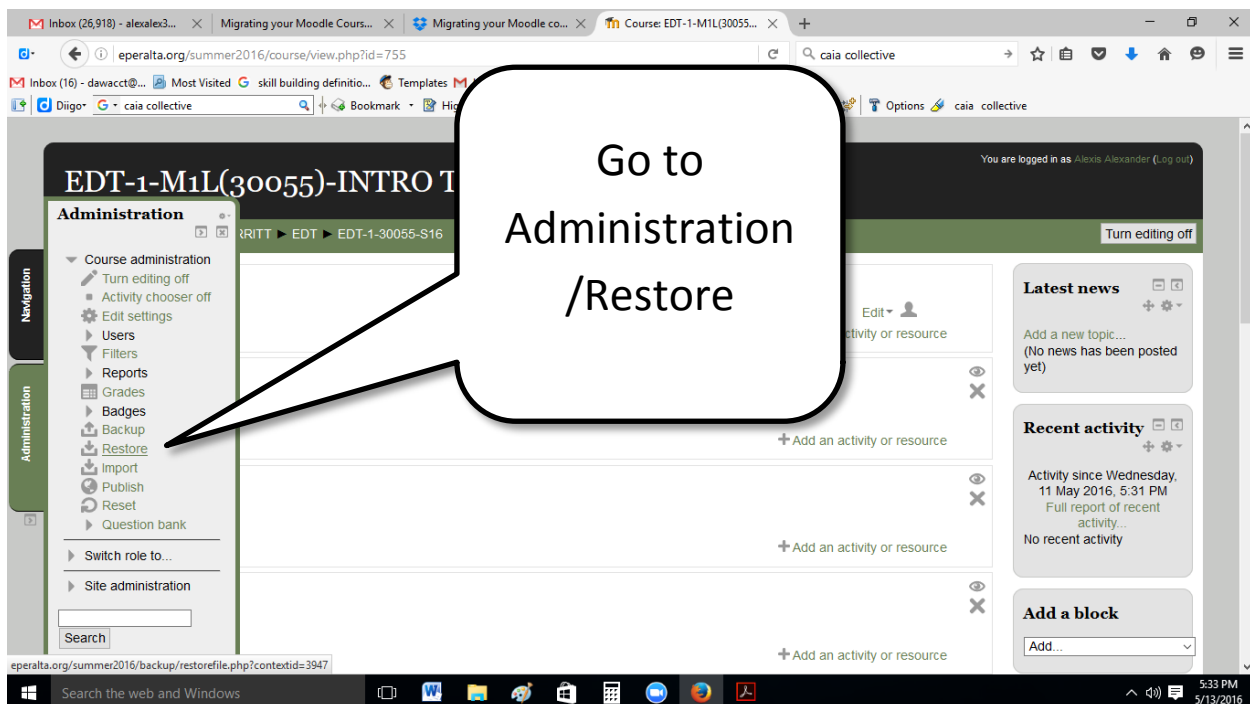 Inbox (26,918) - alexalex3...
Migrating your Moodle Cours...
Migrating your Moodle co...
Course: EDT-1-M1L(30055...
eperalta.org/summer2016/course/view.php?id=755
caia collective
Inbox (16) - dawacct@...
Most Visited
skill building definitio...
Templates
Diigo
caia collective
Bookmark
Options
caia collective
You are logged in as Alexis Alexander (Log out)
EDT-1-M1L(30055)-INTRO T
RRITT ► EDT ► EDT-1-30055-S16
Turn editing off
Go to
Administration
/Restore
Navigation
Administration
Administration
Course administration
Turn editing off
Activity chooser off
Edit settings
Users
Filters
Reports
Grades
Badges
Backup
Restore
Import
Publish
Reset
Question bank
Switch role to...
Site administration
Search
Edit
ctivity or resource
Add an activity or resource
Add an activity or resource
Add an activity or resource
Latest news
Add a new topic...
(No news has been posted
yet)
Recent activity
Activity since Wednesday,
11 May 2016, 5:31 PM
Full report of recent
activity...
No recent activity
Add a block
Add...
eperalta.org/summer2016/backup/restorefile.php?contextid=3947
Search the web and Windows
5:33 PM
5/13/2016